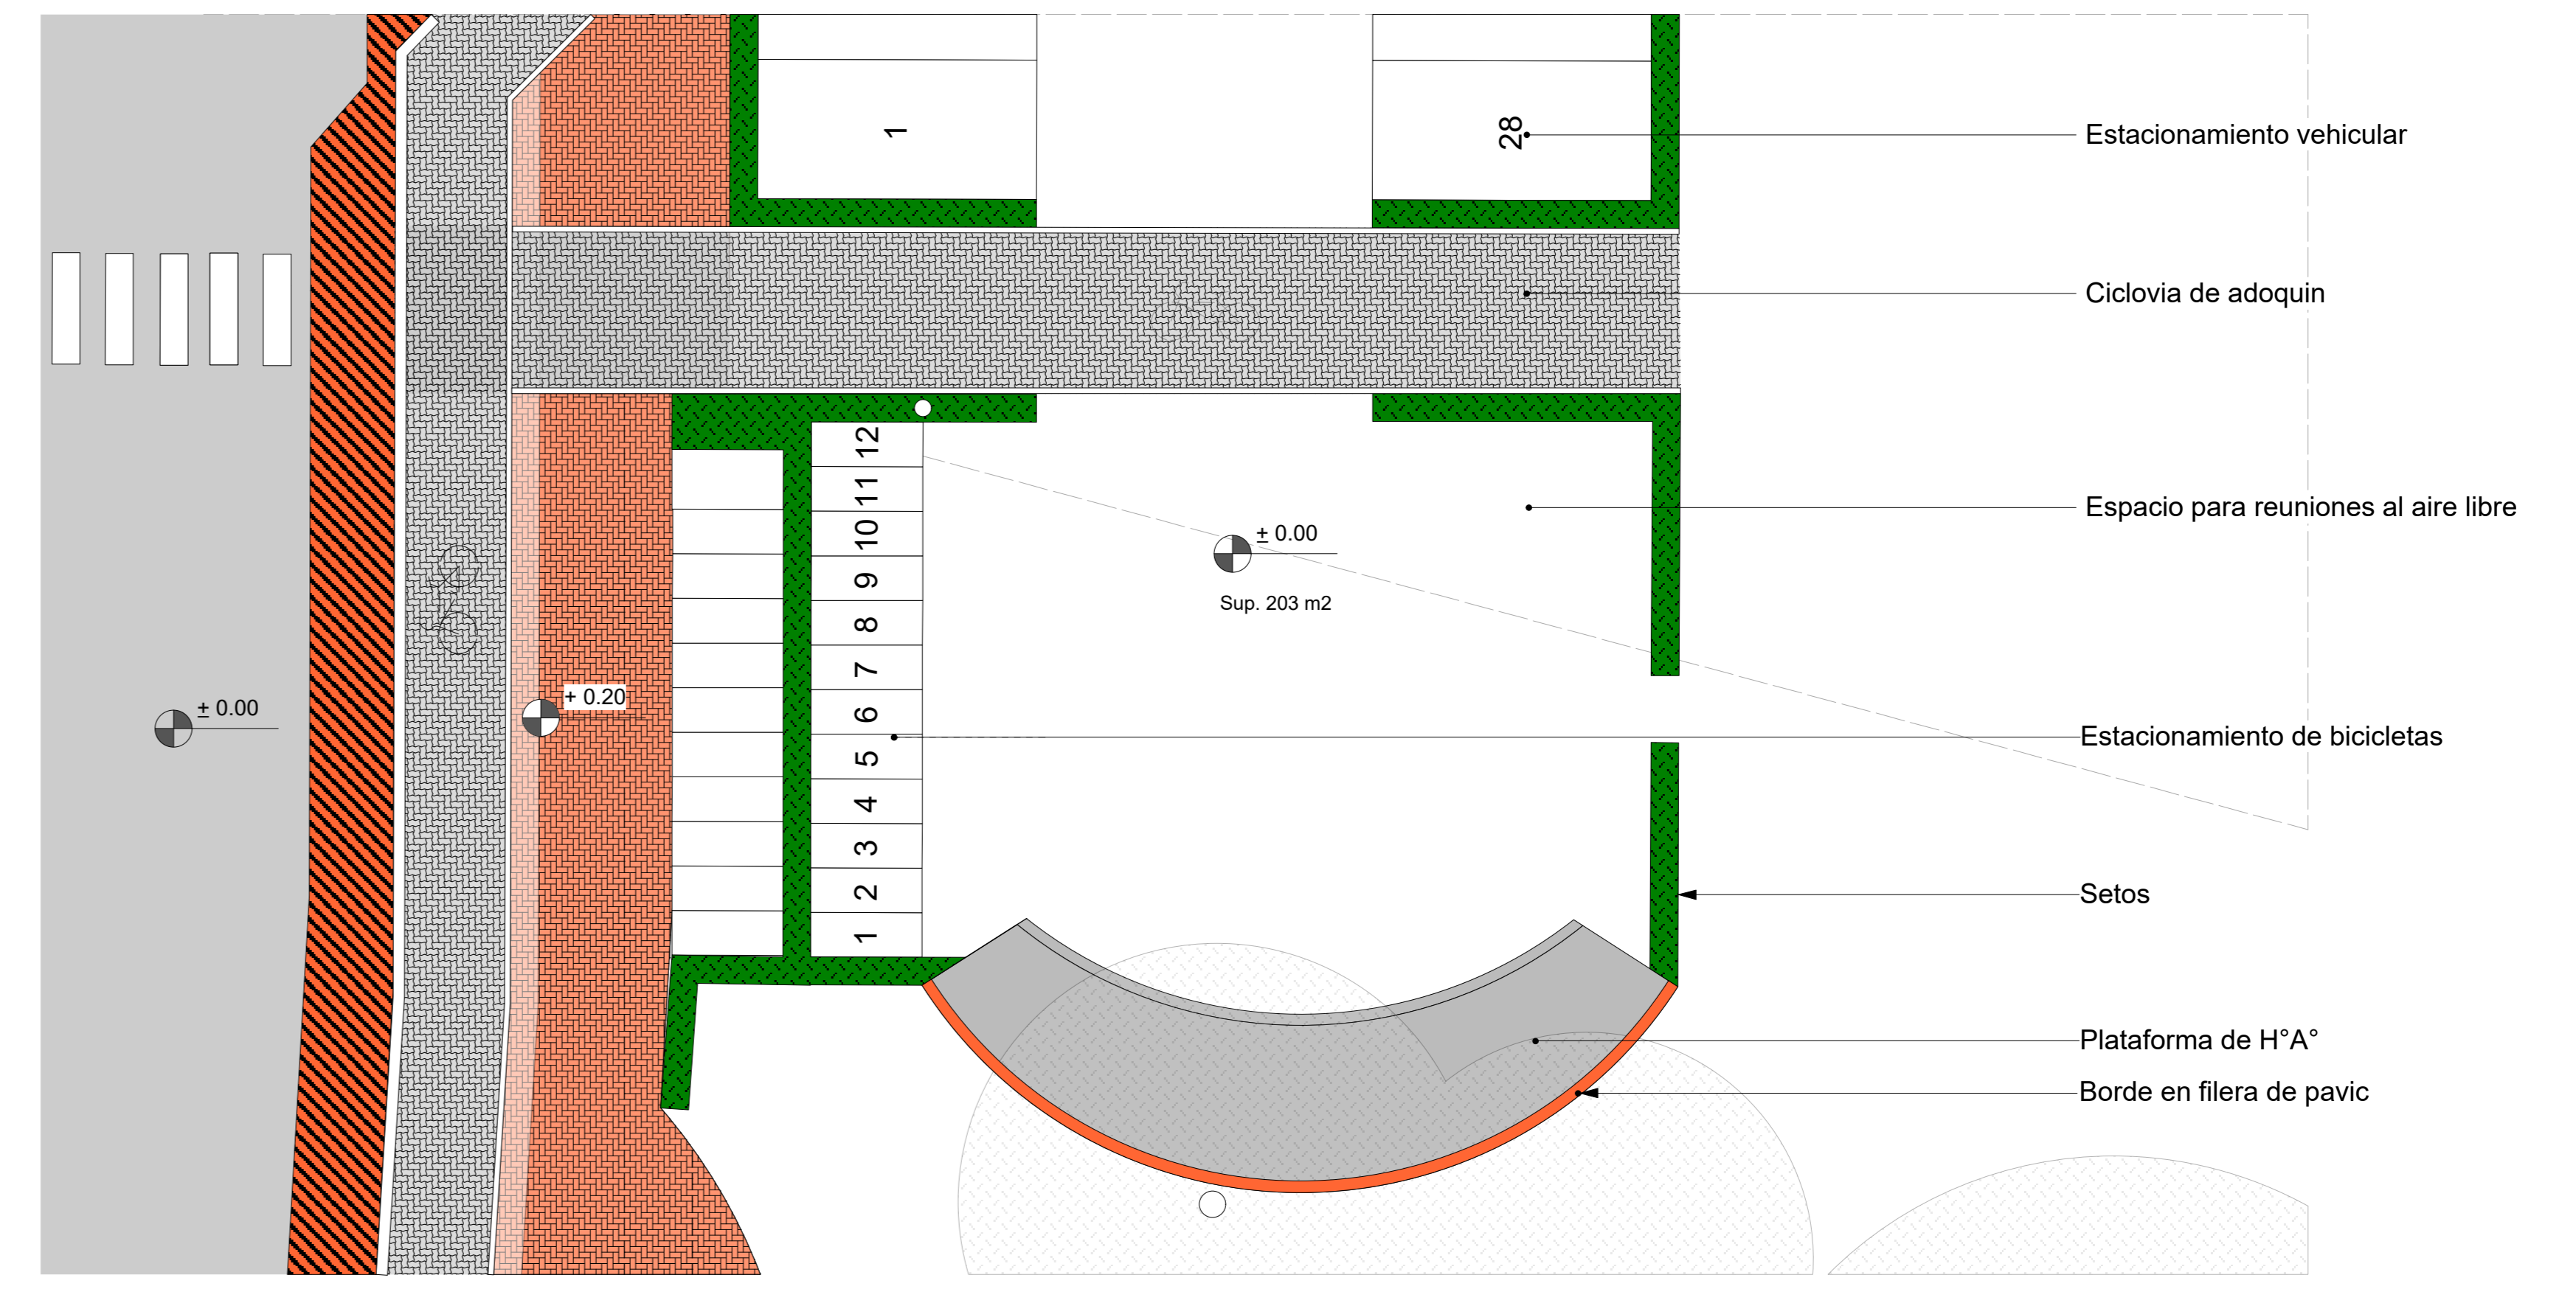 1
28
Estacionamiento vehicular
Ciclovia de adoquin
12
11
10
9
8
7
6
5
4
3
2
1
± 0.00
Sup. 203 m2
Espacio para reuniones al aire libre
± 0.00
+ 0.20
Estacionamiento de bicicletas
Setos
Plataforma de H°A°
Borde en filera de pavic